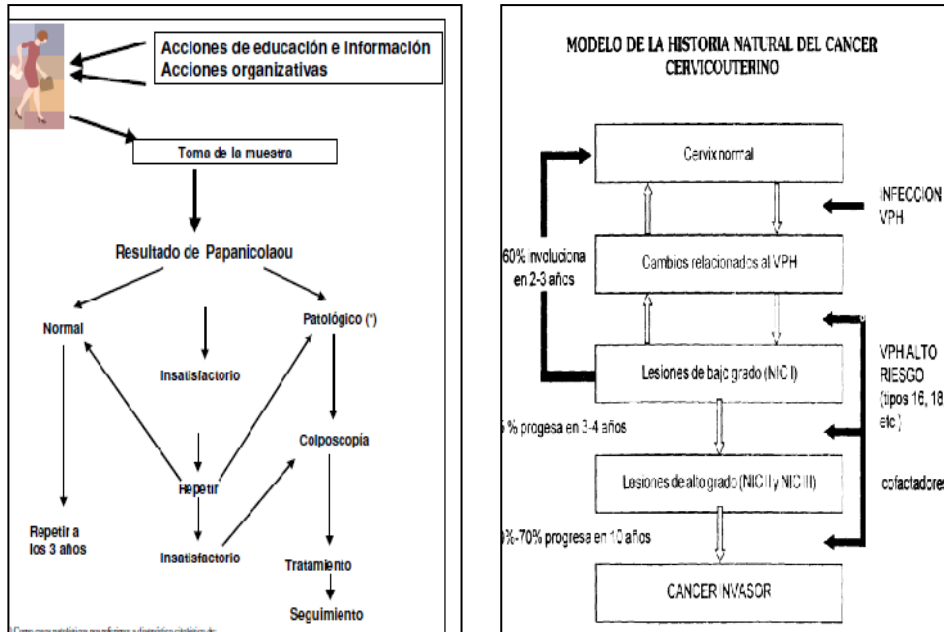 Acciones de educación e Información
Acciones organizativas
Toma de la muestra
Resultado de Papanicolaou
Normal
Patológico (*)
Insatisfactorio
Colposcopía
Repetir
Repetir a
los 3 años
Insatisfactorio
Tratamiento
Seguimiento
MODELO DE LA HISTORIA NATURAL DEL CANCER
CERVICOUTERINO
Cervix normal
INFECCION
VPH
60% involuciona
en 2-3 años
Cambios relacionados al VPH
VPH ALTO
RIESGO
(tipos 16, 18
etc.)
Lesiones de bajo grado (NIC I)
% progesa en 3-4 años
Lesiones de alto grado (NIC II y NIC III)
cofactadores
%-70% progresa en 10 años
CANCER INVASOR